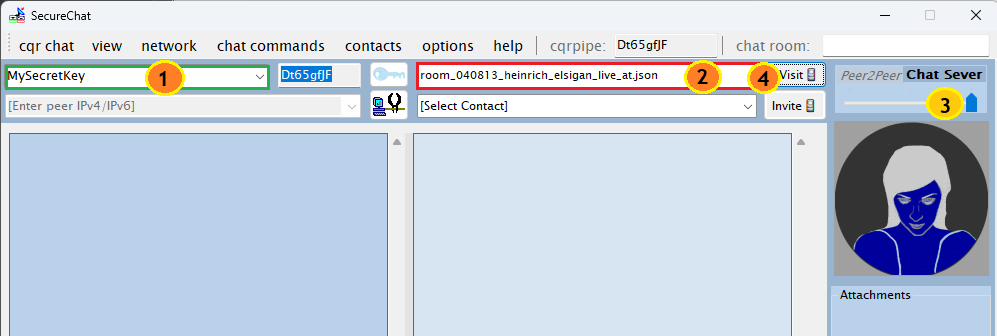 SecureChat
cqr chat view network chat commands contacts options help cqrpipe: Dt65gfJF chat room:
MySecretKey 1 Dt65gfJF room_040813_heinrich_elsigan_live_at.json 2 4 Visit Peer2Peer Chat Sever
[Enter peer IPv4/IPv6] [Select Contact] Invite 3
Attachments